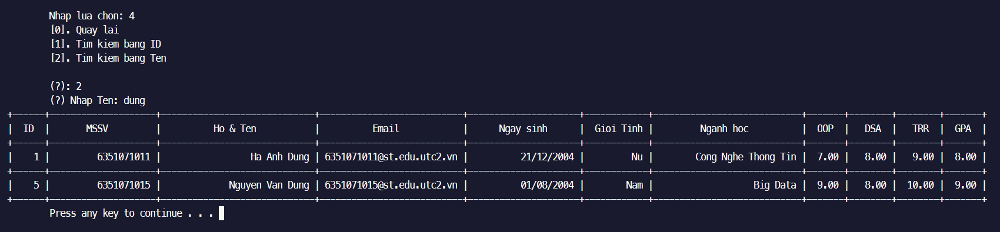 Nhap lua chon: 4
[0]. Quay lai
[1]. Tim kiem bang ID
[2]. Tim kiem bang Ten
(?): 2
(?) Nhap Ten: dung
| ID | MSSV | Ho & Ten | Email | Ngay sinh | Gioi Tinh | Nganh hoc | OOP | DSA | TRR | GPA |
| 1 | 6351071011 | Ha Anh Dung | 6351071011@st.edu.utc2.vn | 21/12/2004 | Nu | Cong Nghe Thong Tin | 7.00 | 8.00 | 9.00 | 8.00 |
| 5 | 6351071015 | Nguyen Van Dung | 6351071015@st.edu.utc2.vn | 01/08/2004 | Nam | Big Data | 9.00 | 8.00 | 10.00 | 9.00 |
Press any key to continue . . .